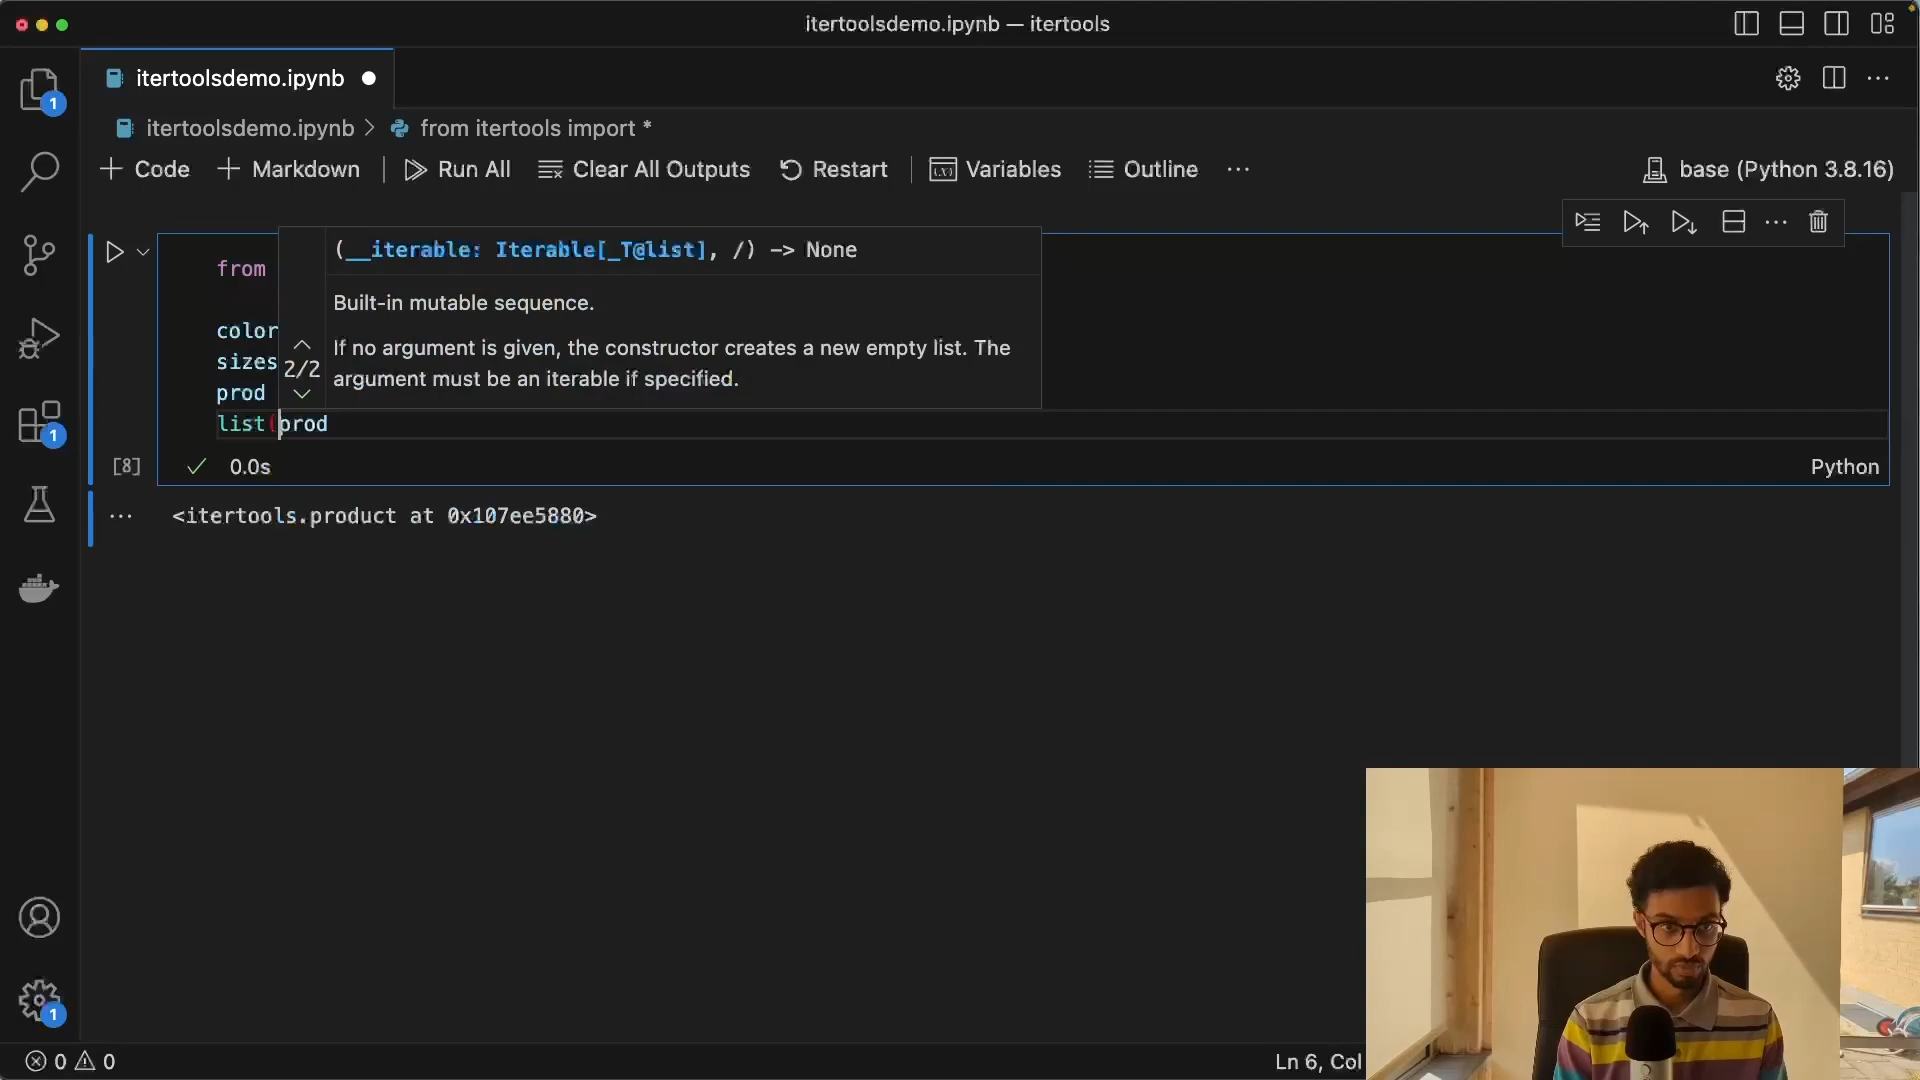 itertoolsdemo.ipynb — itertools
itertoolsdemo.ipynb
itertoolsdemo.ipynb > from itertools import *
+ Code + Markdown Run All Clear All Outputs Restart Variables Outline ... base (Python 3.8.16)
(__iterable: Iterable[_T@list], /) -> None
from
Built-in mutable sequence.
color
If no argument is given, the constructor creates a new empty list. The
sizes
2/2
argument must be an iterable if specified.
prod
list(prod
[8]
0.0s
Python
<itertools.product at 0x107ee5880>
1
1
1
0 0
Ln 6, Col